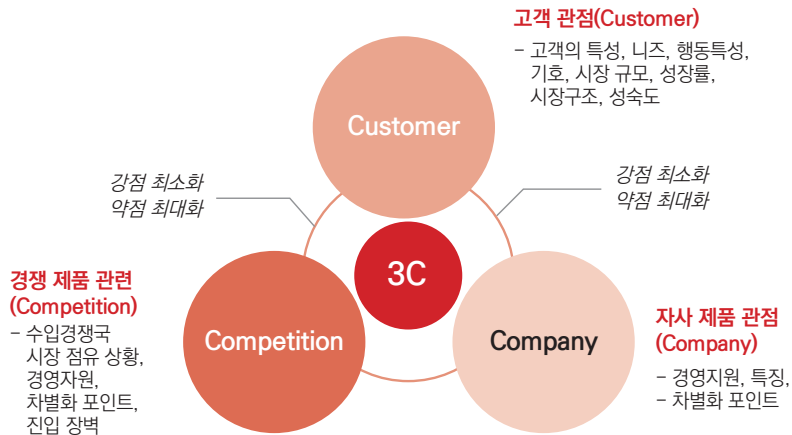 고객 관점(Customer)
- 고객의 특성, 니즈, 행동특성,
기호, 시장 규모, 성장률,
시장구조, 성숙도
Customer
강점 최소화
약점 최대화
강점 최소화
약점 최대화
3C
경쟁 제품 관련
(Competition)
- 수입경쟁국
시장 점유 상황,
경영자원,
차별화 포인트,
진입 장벽
Competition
Company
자사 제품 관점
(Company)
- 경영지원, 특징,
- 차별화 포인트